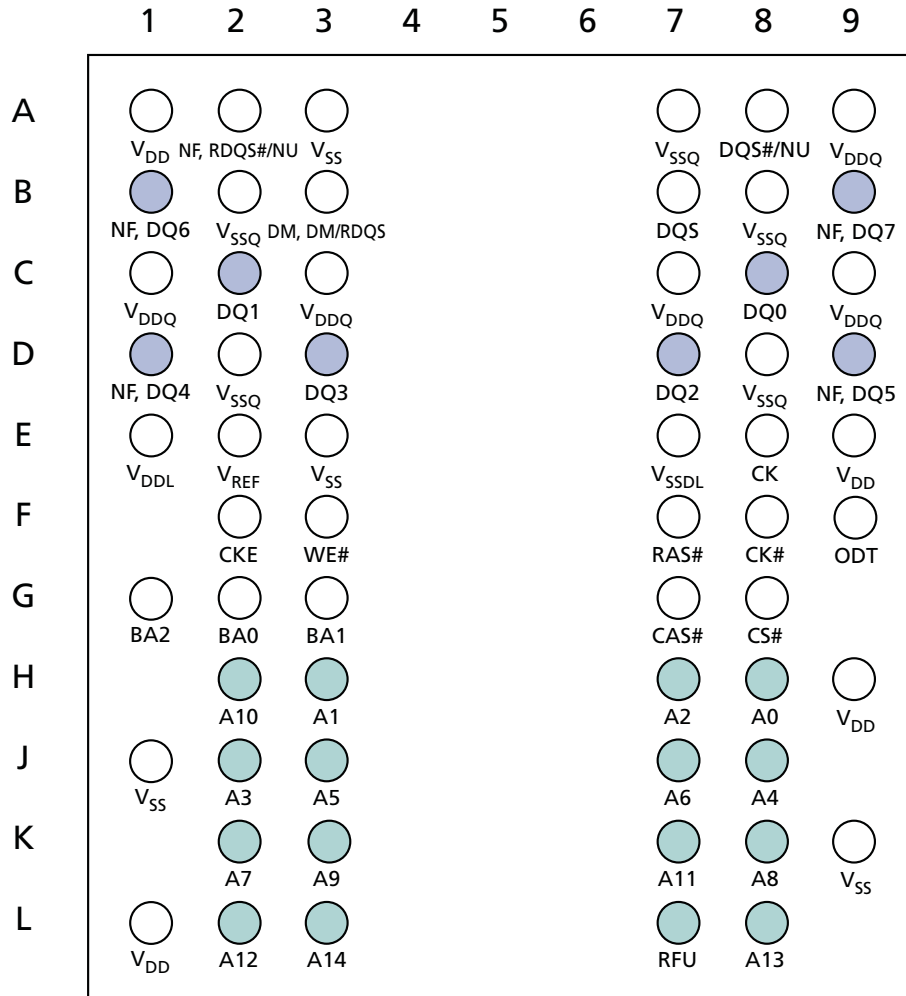 1 2 3 4 5 6 7 8 9
A
VDD NF, RDQS#/NU VSS VSSQ DQS#/NU VDDQ
B
NF, DQ6 VSSQ DM, DM/RDQS DQS VSSQ NF, DQ7
C
VDDQ DQ1 VDDQ VDDQ DQ0 VDDQ
D
NF, DQ4 VSSQ DQ3 DQ2 VSSQ NF, DQ5
E
VDDL VREF VSS VSSDL CK VDD
F
CKE WE# RAS# CK# ODT
G
BA2 BA0 BA1 CAS# CS#
H
A10 A1 A2 A0 VDD
J
VSS A3 A5 A6 A4
K
A7 A9 A11 A8 VSS
L
VDD A12 A14 RFU A13